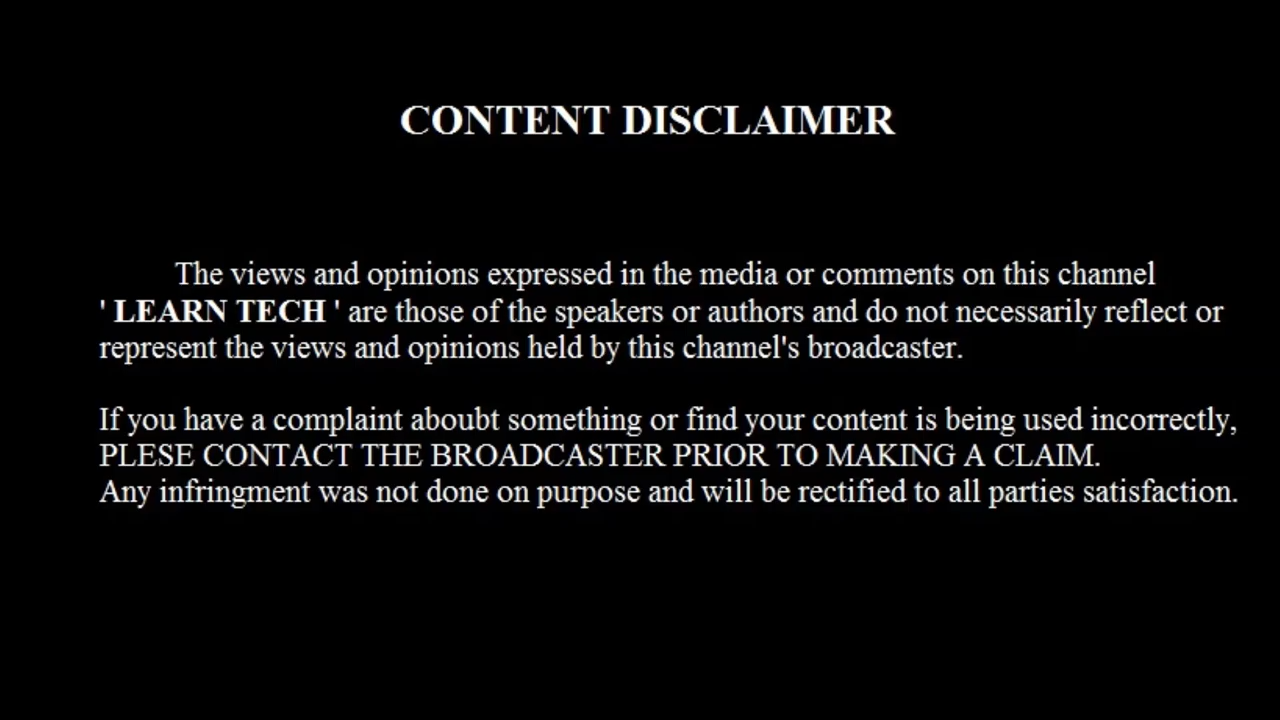 CONTENT DISCLAIMER
The views and opinions expressed in the media or comments on this channel
' LEARN TECH ' are those of the speakers or authors and do not necessarily reflect or
represent the views and opinions held by this channel's broadcaster.
If you have a complaint aboubt something or find your content is being used incorrectly,
PLESE CONTACT THE BROADCASTER PRIOR TO MAKING A CLAIM.
Any infringment was not done on purpose and will be rectified to all parties satisfaction.